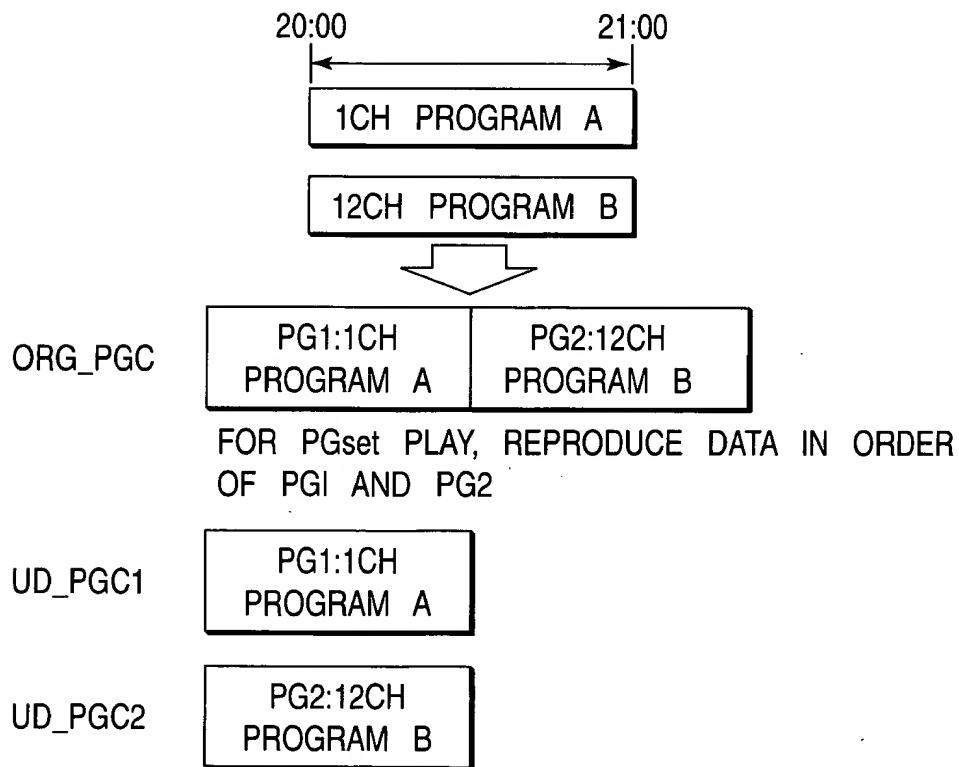 20:00 21:00
1CH PROGRAM A
12CH PROGRAM B
ORG_PGC
PG1:1CH
PROGRAM A
PG2:12CH
PROGRAM B
FOR PGset PLAY, REPRODUCE DATA IN ORDER
OF PGI AND PG2
UD_PGC1
PG1:1CH
PROGRAM A
UD_PGC2
PG2:12CH
PROGRAM B